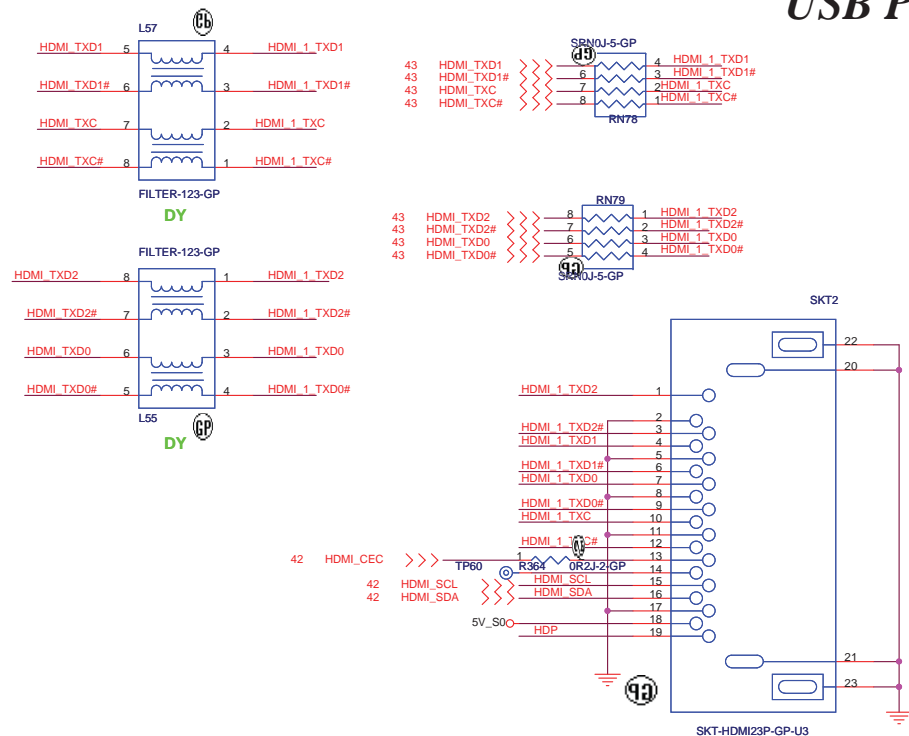 USB P
L57
HDMI_TXD1 5 4 HDMI_1_TXD1
HDMI_TXD1# 6 3 HDMI_1_TXD1#
HDMI_TXC 7 2 HDMI_1_TXC
HDMI_TXC# 8 1 HDMI_1_TXC#
FILTER-123-GP
DY
FILTER-123-GP
HDMI_TXD2 8 1 HDMI_1_TXD2
HDMI_TXD2# 7 2 HDMI_1_TXD2#
HDMI_TXD0 6 3 HDMI_1_TXD0
HDMI_TXD0# 5 4 HDMI_1_TXD0#
L55
GP
DY
SRN0J-5-GP
GP
43 HDMI_TXD1 4 HDMI_1_TXD1
43 HDMI_TXD1# 6 3 HDMI_1_TXD1#
43 HDMI_TXC 7 2 HDMI_1_TXC
43 HDMI_TXC# 8 1 HDMI_1_TXC#
RN78
RN79
43 HDMI_TXD2 8 1 HDMI_1_TXD2
43 HDMI_TXD2# 7 2 HDMI_1_TXD2#
43 HDMI_TXD0 6 3 HDMI_1_TXD0
43 HDMI_TXD0# 5 4 HDMI_1_TXD0#
GP
SRN0J-5-GP
SKT2
22
20
HDMI_1_TXD2 1
2
HDMI_1_TXD2# 3
HDMI_1_TXD1 4
5
HDMI_1_TXD1# 6
HDMI_1_TXD0 7
8
HDMI_1_TXD0# 9
HDMI_1_TXC 10
11
HDMI_1_TXC# 12
42 HDMI_CEC 1 13
TP60 R364 0R2J-2-GP 14
42 HDMI_SCL HDMI_SCL 15
42 HDMI_SDA HDMI_SDA 16
17
5V_S0 18
HDP 19
21
23
GP
SKT-HDMI23P-GP-U3